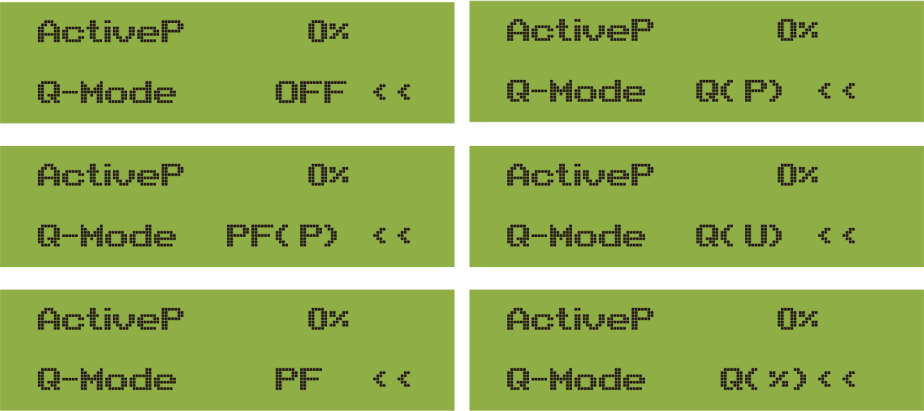 ActiveP 0%
Q-Mode OFF <<
ActiveP 0%
Q-Mode Q(P) <<
ActiveP 0%
Q-Mode PF(P) <<
ActiveP 0%
Q-Mode Q(U) <<
ActiveP 0%
Q-Mode PF <<
ActiveP 0%
Q-Mode Q(%) <<